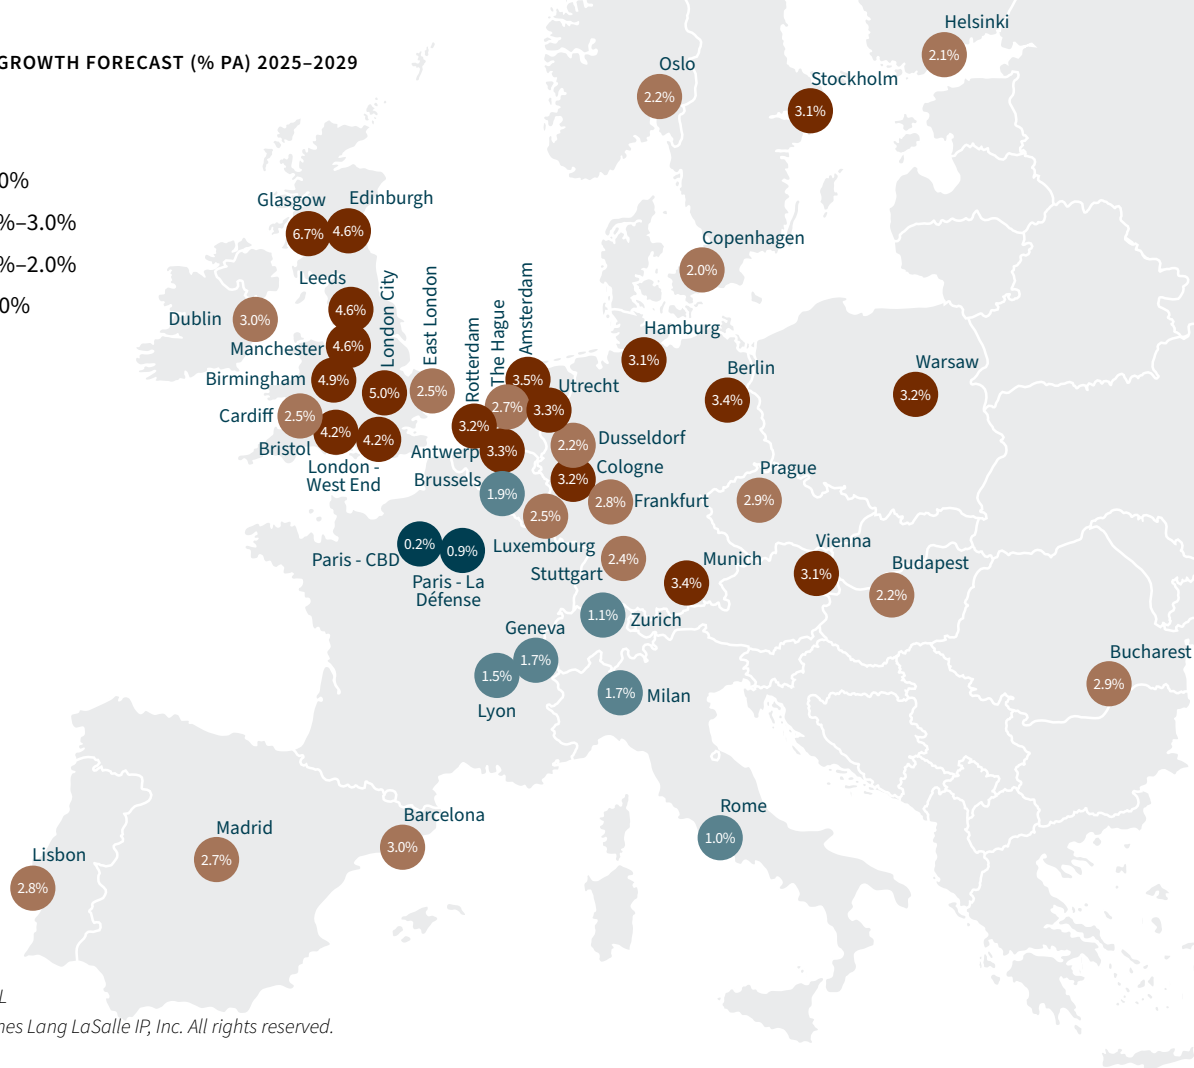 Helsinki
2.1%
GROWTH FORECAST (% PA) 2025–2029
Oslo
2.2%
Stockholm
3.1%
0%
%–3.0%
%–2.0%
0%
Glasgow
6.7%
Edinburgh
4.6%
Copenhagen
2.0%
Leeds
4.6%
Dublin
3.0%
Manchester
4.6%
London City
5.0%
East London
2.5%
Rotterdam
3.2%
The Hague
2.7%
Amsterdam
3.5%
Utrecht
3.3%
Hamburg
3.1%
Berlin
3.4%
Warsaw
3.2%
Birmingham
4.9%
Cardiff
2.5%
Bristol
4.2%
London -
West End
4.2%
Antwerp
3.3%
Dusseldorf
2.2%
Cologne
3.2%
Brussels
1.9%
Frankfurt
2.8%
Prague
2.9%
Luxembourg
2.5%
Paris - CBD
0.2%
Paris - La
Défense
0.9%
Stuttgart
2.4%
Munich
3.4%
Vienna
3.1%
Budapest
2.2%
Zurich
1.1%
Geneva
1.7%
Lyon
1.5%
Milan
1.7%
Bucharest
2.9%
Rome
1.0%
Barcelona
3.0%
Madrid
2.7%
Lisbon
2.8%
L
nes Lang LaSalle IP, Inc. All rights reserved.